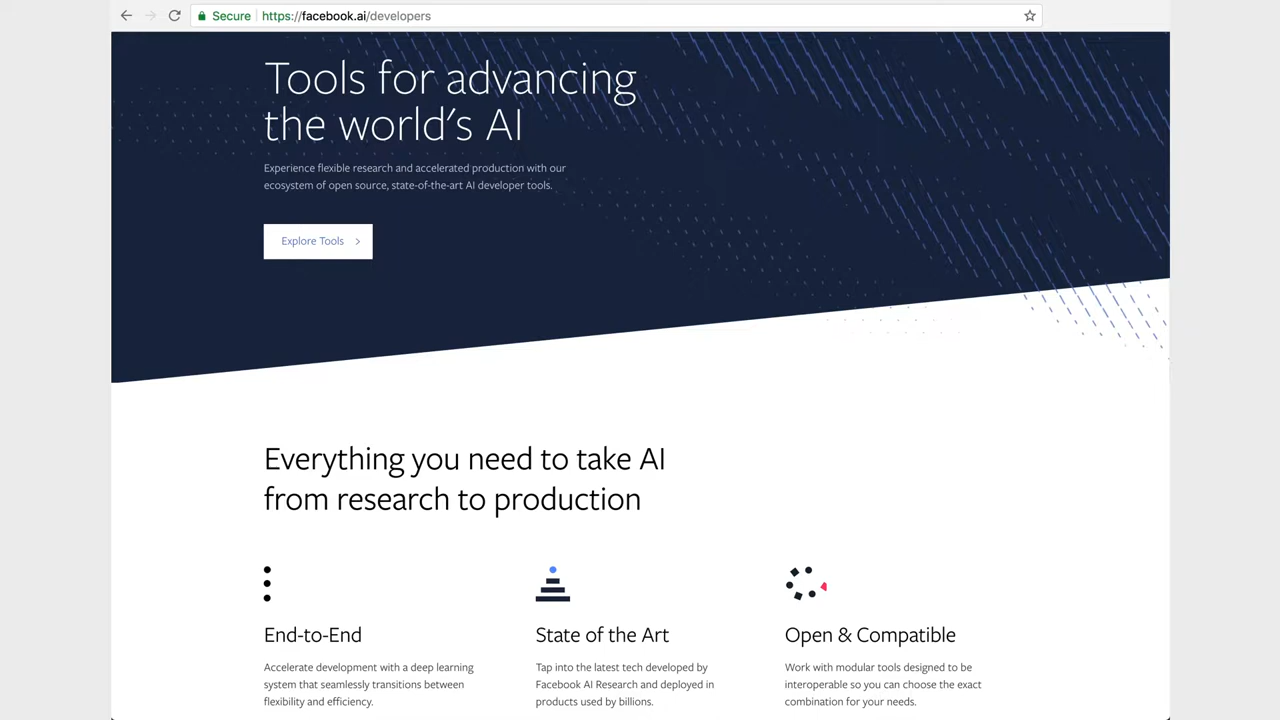 Secure https://facebook.ai/developers
Tools for advancing
the world's AI
Experience flexible research and accelerated production with our
ecosystem of open source, state-of-the-art AI developer tools.
Explore Tools
Everything you need to take AI
from research to production
End-to-End
Accelerate development with a deep learning
system that seamlessly transitions between
flexibility and efficiency.
State of the Art
Tap into the latest tech developed by
Facebook AI Research and deployed in
products used by billions.
Open & Compatible
Work with modular tools designed to be
interoperable so you can choose the exact
combination for your needs.